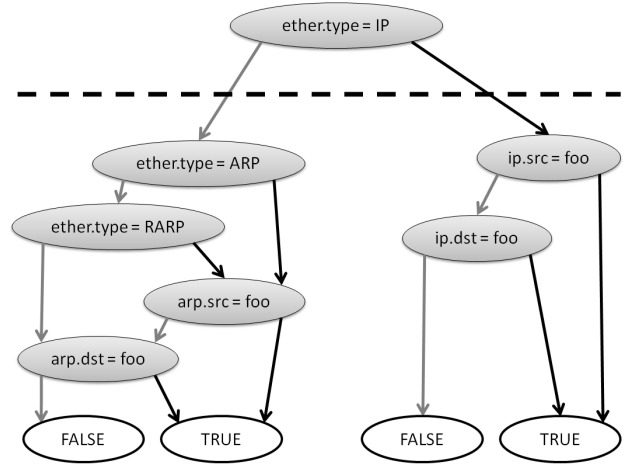 ether.type = IP
ether.type = ARP
ip.src = foo
ether.type = RARP
ip.dst = foo
arp.src = foo
arp.dst = foo
FALSE
TRUE
FALSE
TRUE